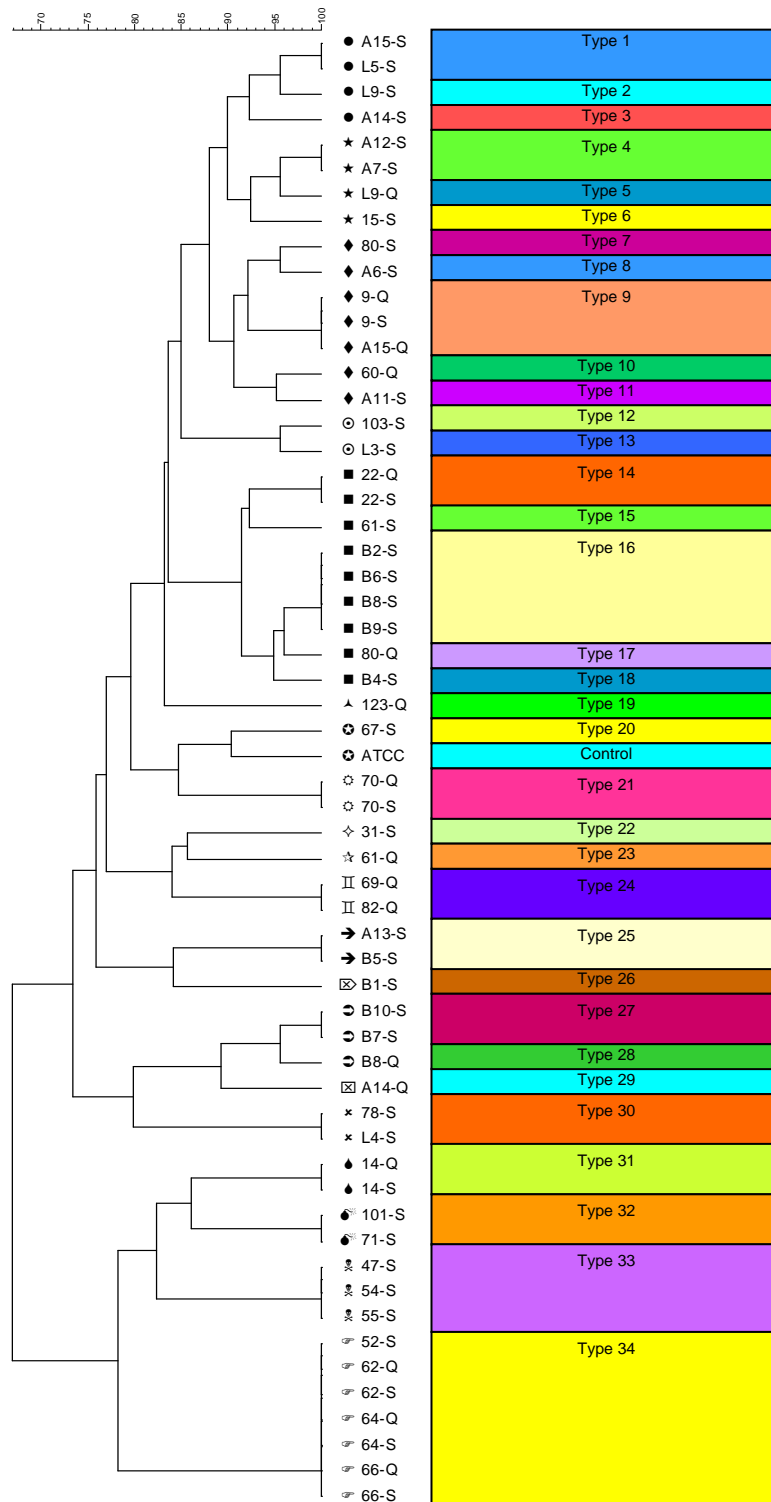 70 75 80 85 90 95 100
A15-S Type 1
L5-S
L9-S Type 2
A14-S Type 3
A12-S Type 4
A7-S
L9-Q Type 5
15-S Type 6
80-S Type 7
A6-S Type 8
9-Q Type 9
9-S
A15-Q
60-Q Type 10
A11-S Type 11
103-S Type 12
L3-S Type 13
22-Q Type 14
22-S
61-S Type 15
B2-S Type 16
B6-S
B8-S
B9-S
80-Q Type 17
B4-S Type 18
123-Q Type 19
67-S Type 20
ATCC Control
70-Q Type 21
70-S
31-S Type 22
61-Q Type 23
69-Q Type 24
82-Q
A13-S Type 25
B5-S
B1-S Type 26
B10-S Type 27
B7-S
B8-Q Type 28
A14-Q Type 29
78-S Type 30
L4-S
14-Q Type 31
14-S
101-S Type 32
71-S
47-S Type 33
54-S
55-S
52-S Type 34
62-Q
62-S
64-Q
64-S
66-Q
66-S